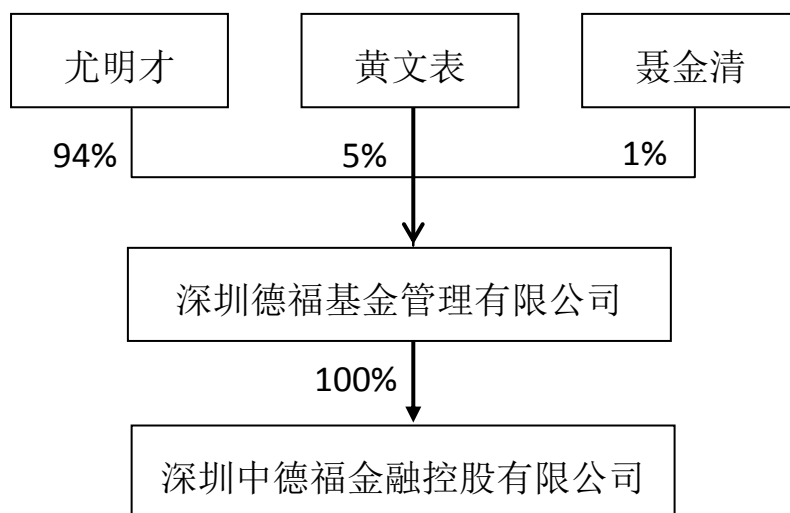 尤明才
黄文表
聂金清
94%
5%
1%
深圳德福基金管理有限公司
100%
深圳中德福金融控股有限公司